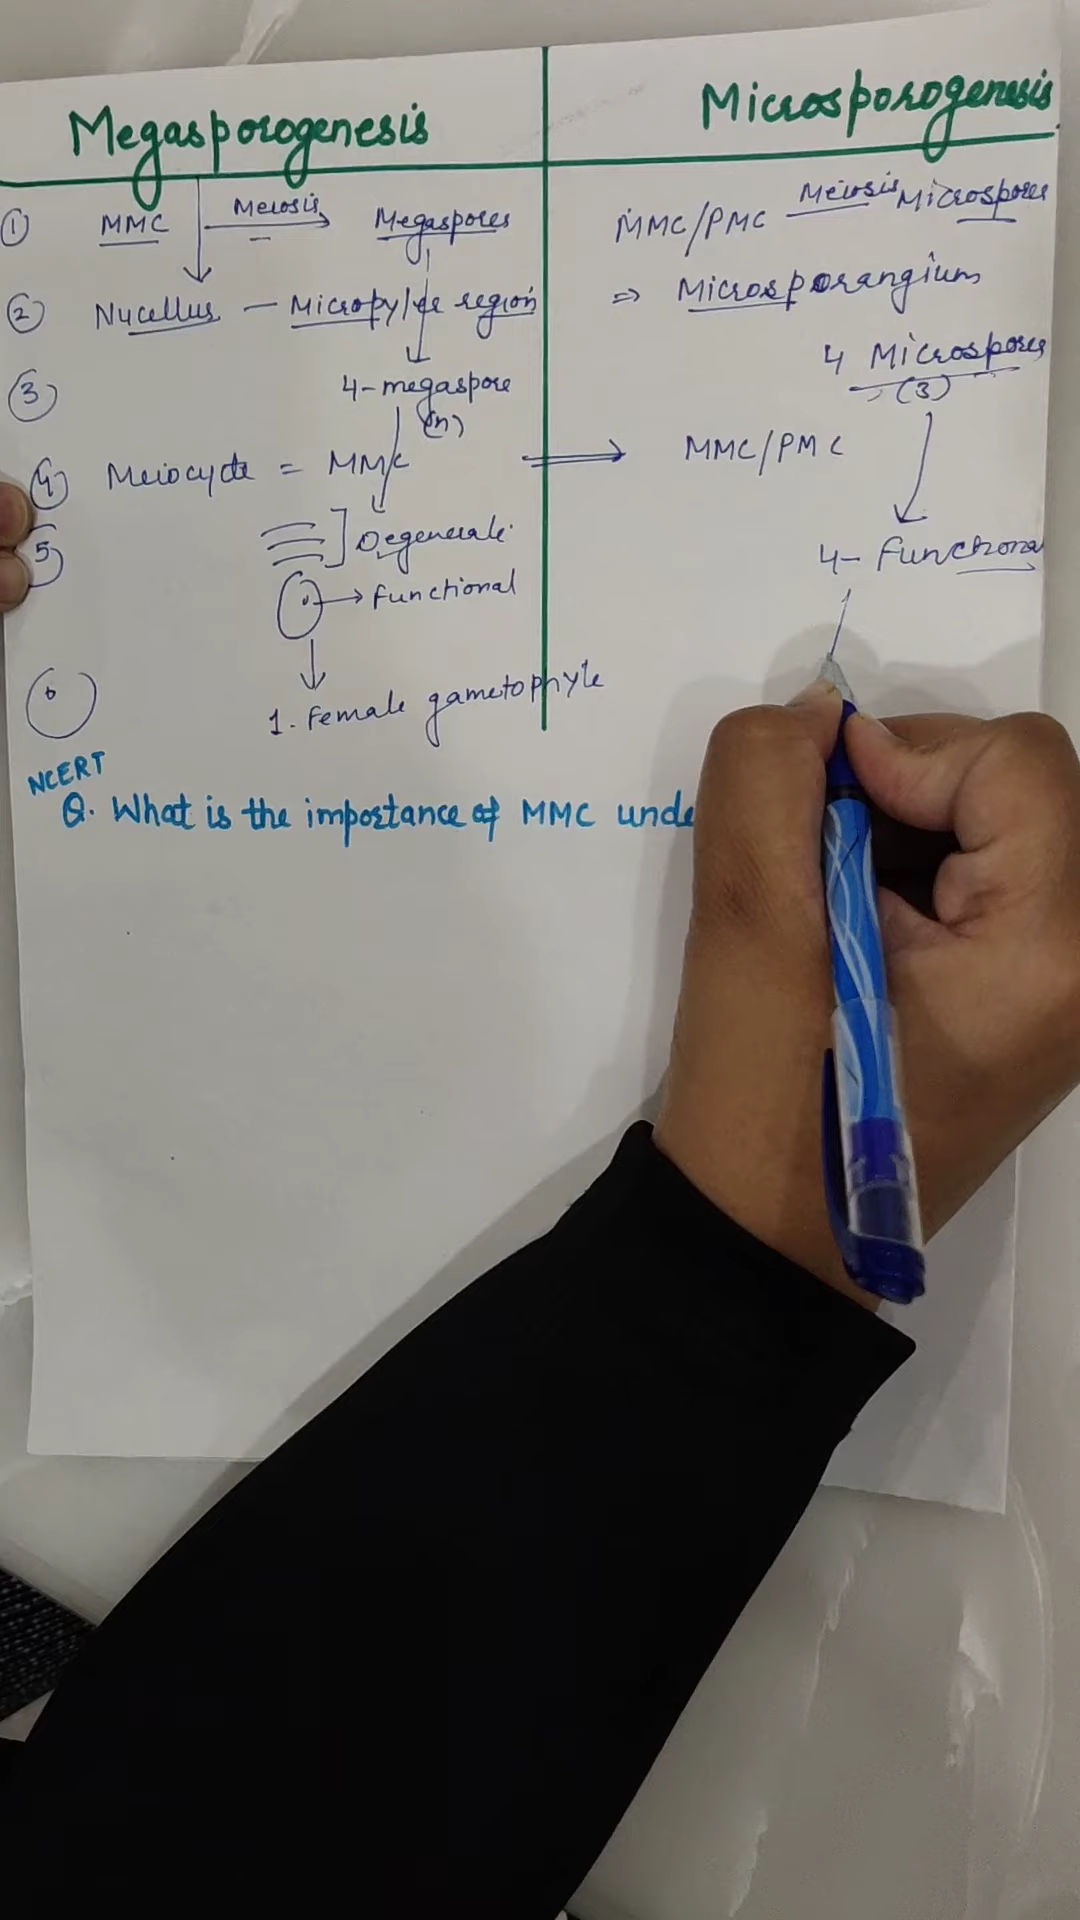 Megasporogenesis
Microsporogenesis
① MMC Meiosis Megaspores
MMC/PMC Meiosis Microspores
② Nucellus — Micropylar region
⇒ Microsporangium
③ 4-megaspore
(n)
4 Microspores
(3)
④ Meiocyte = MMC
MMC/PMC
5 Degenerate
4- Functional
Functional
6 1. Female gametophyte
NCERT
Q. What is the importance of MMC unde